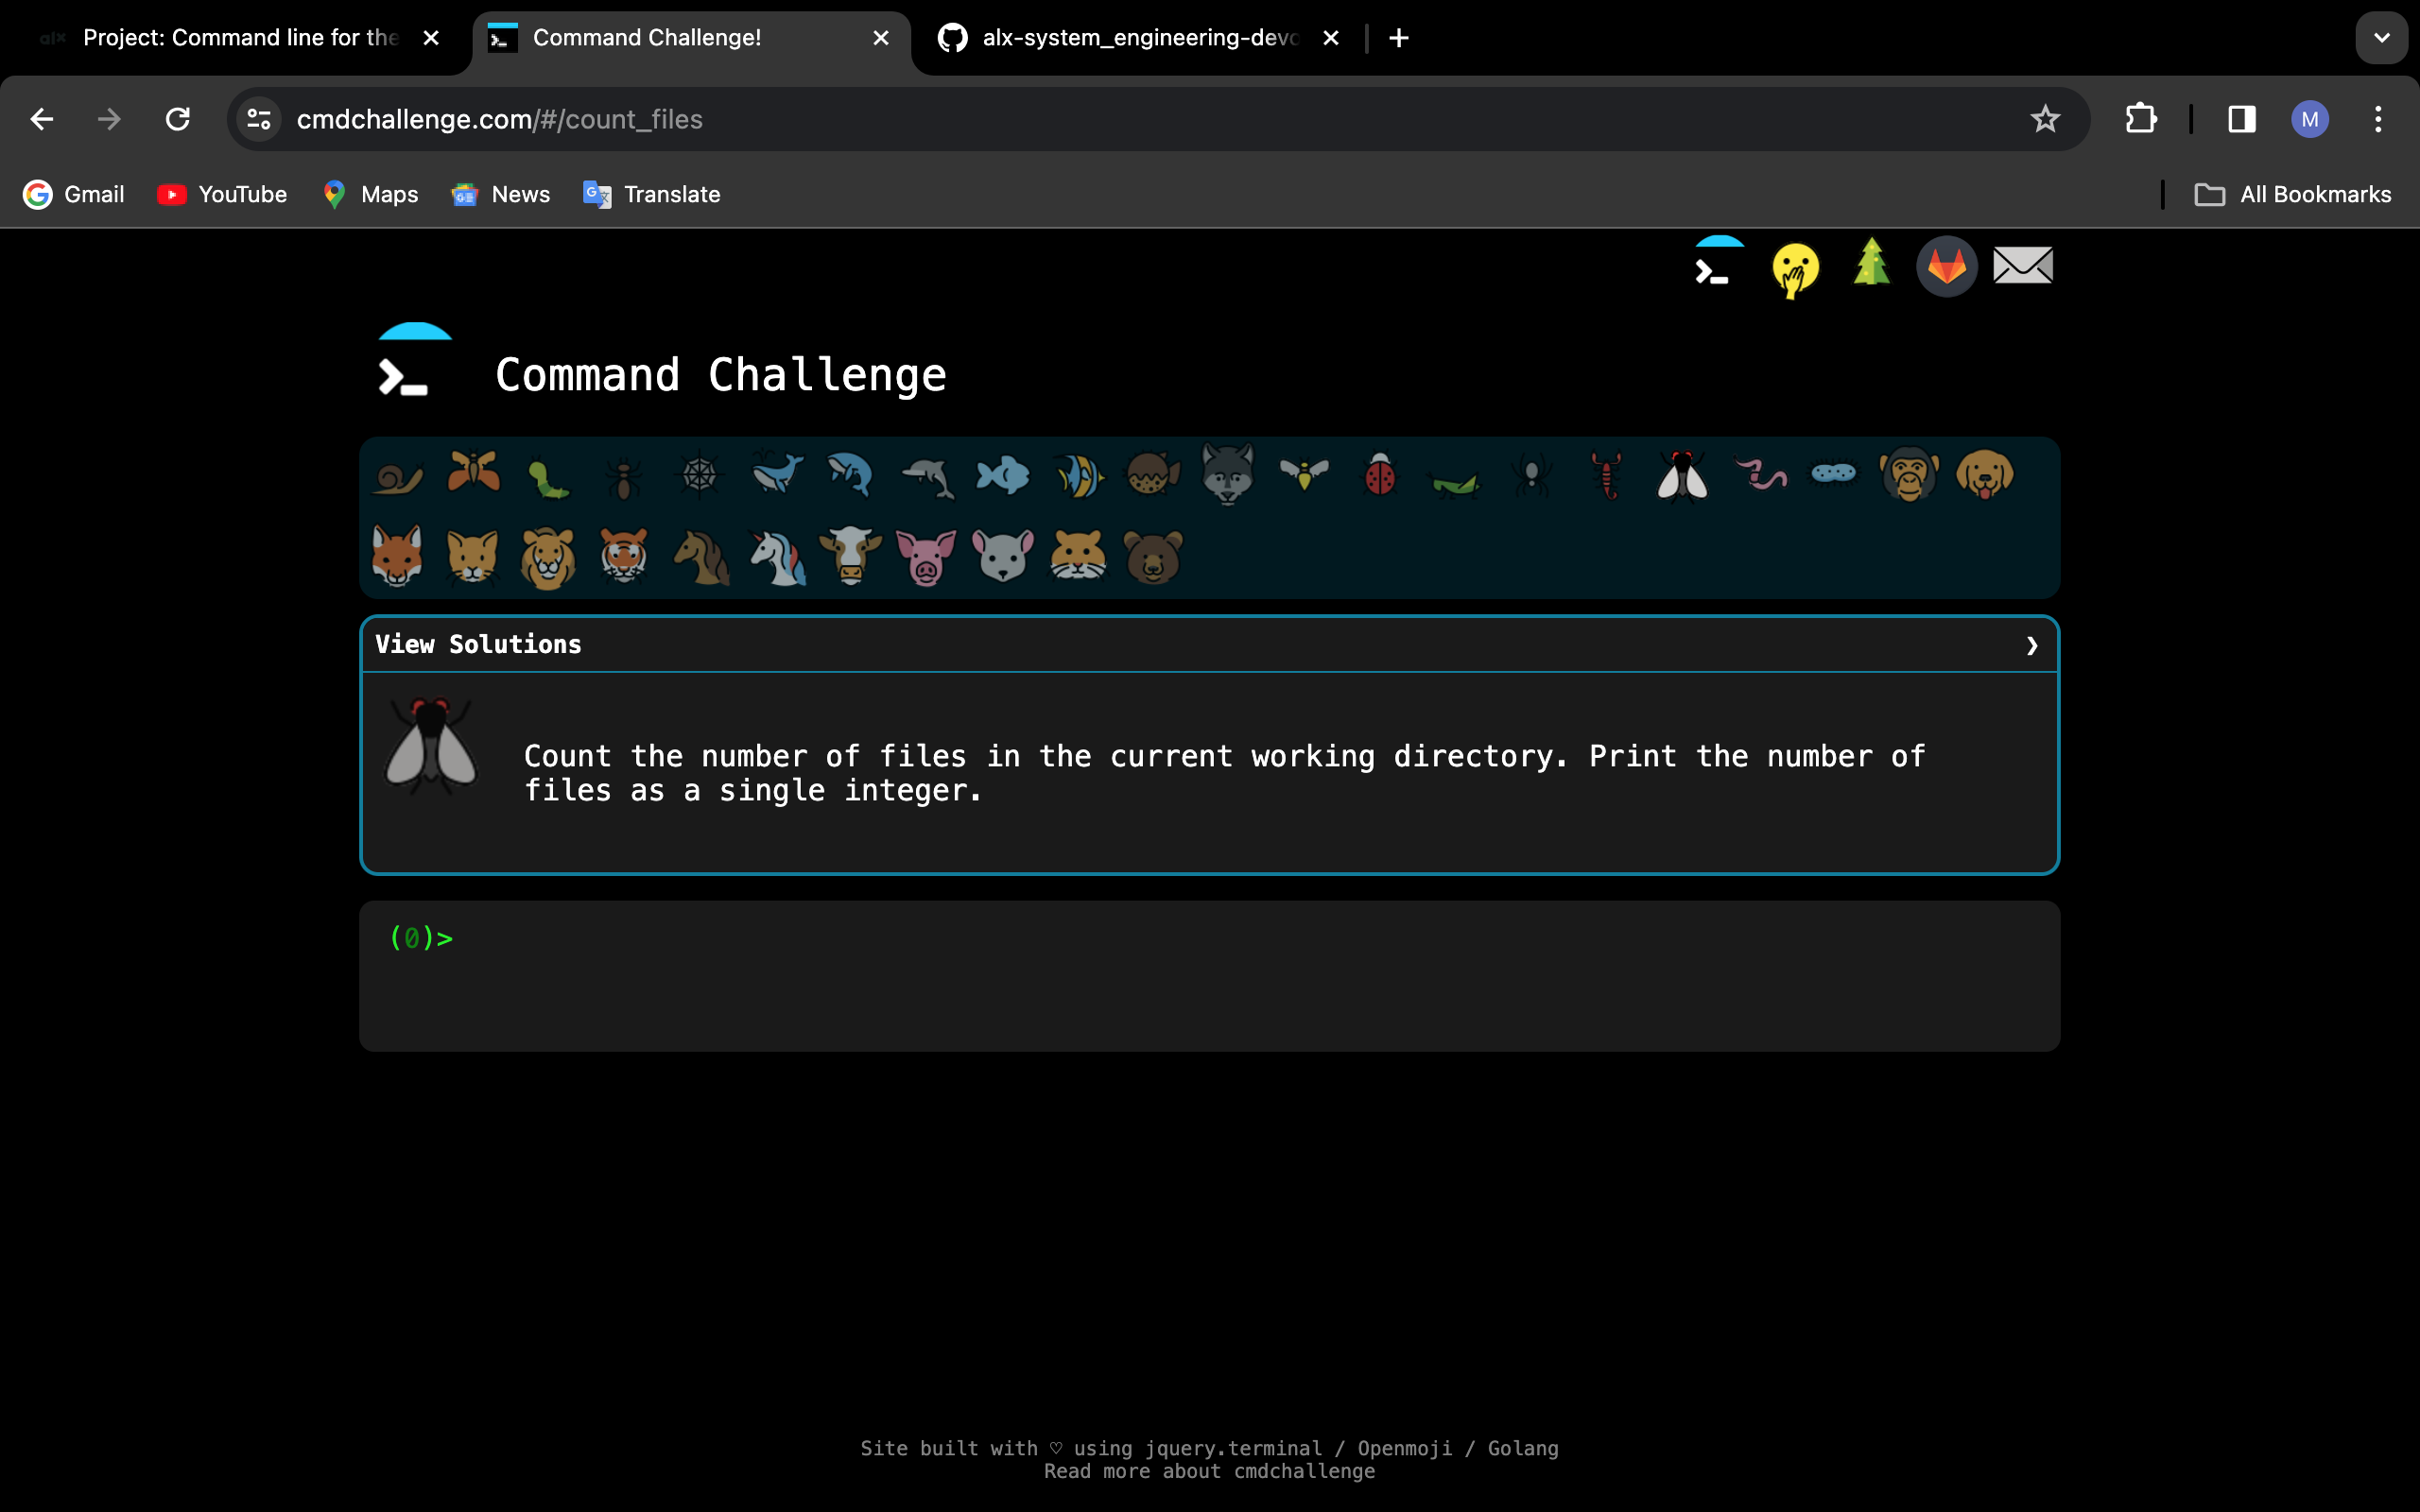 alx Project: Command line for the
Command Challenge!
alx-system_engineering-devo
cmdchallenge.com/#/count_files
M
Gmail
YouTube
Maps
News
Translate
All Bookmarks
Command Challenge
View Solutions
Count the number of files in the current working directory. Print the number of
files as a single integer.
(0)>
Site built with ♡ using jquery.terminal / Openmoji / Golang
Read more about cmdchallenge